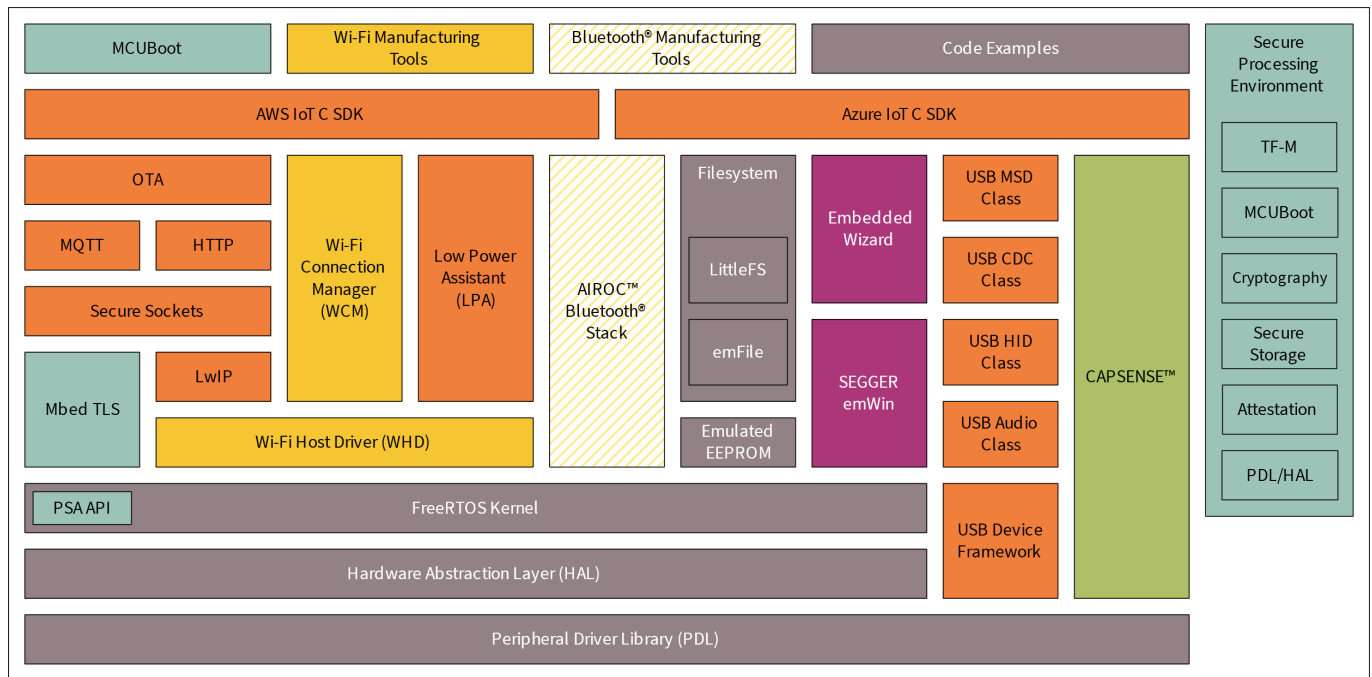 MCUBoot
Wi-Fi Manufacturing
Tools
Bluetooth® Manufacturing
Tools
Code Examples
AWS IoT C SDK
Azure IoT C SDK
OTA
MQTT
HTTP
Secure Sockets
Mbed TLS
LwIP
Wi-Fi
Connection
Manager
(WCM)
Low Power
Assistant
(LPA)
Wi-Fi Host Driver (WHD)
AIROC™
Bluetooth®
Stack
Filesystem
LittleFS
emFile
Emulated
EEPROM
Embedded
Wizard
SEGGER
emWin
USB MSD
Class
USB CDC
Class
USB HID
Class
USB Audio
Class
USB Device
Framework
CAPSENSE™
PSA API
FreeRTOS Kernel
Hardware Abstraction Layer (HAL)
Peripheral Driver Library (PDL)
Secure
Processing
Environment
TF-M
MCUBoot
Cryptography
Secure
Storage
Attestation
PDL/HAL